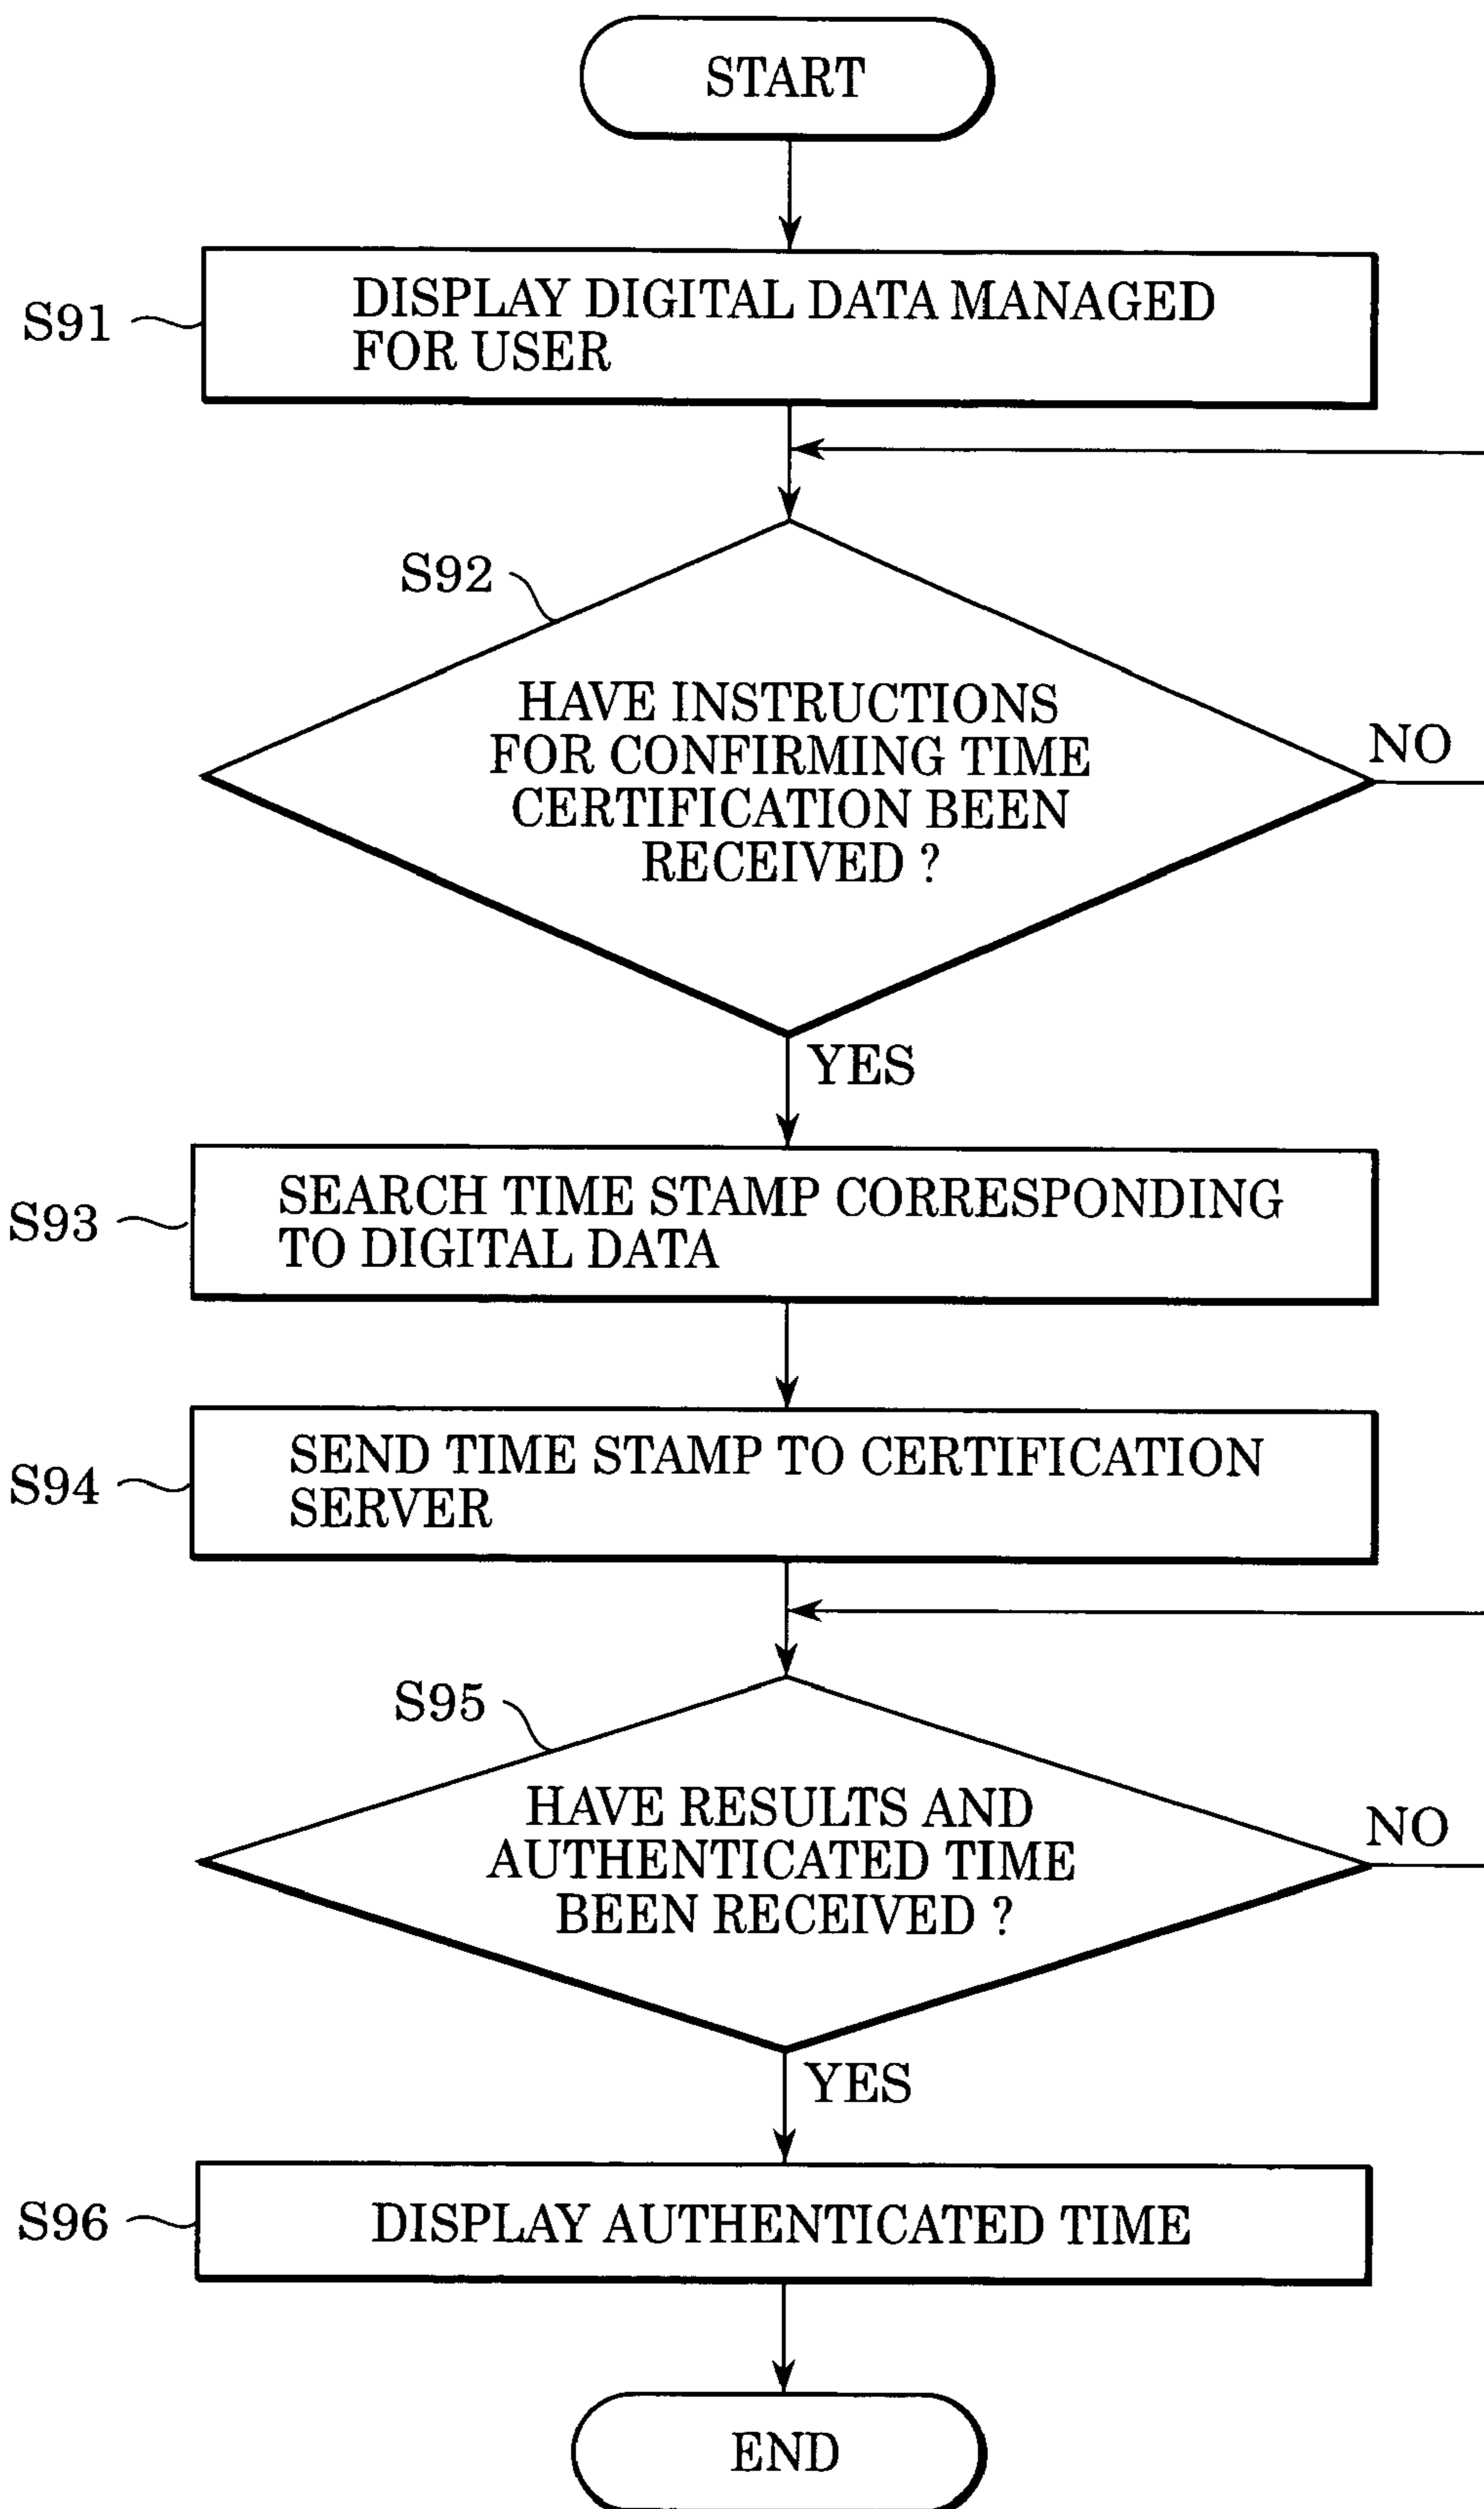 START
S91
DISPLAY DIGITAL DATA MANAGED
FOR USER
S92
HAVE INSTRUCTIONS
FOR CONFIRMING TIME
CERTIFICATION BEEN
RECEIVED ?
NO
YES
S93
SEARCH TIME STAMP CORRESPONDING
TO DIGITAL DATA
S94
SEND TIME STAMP TO CERTIFICATION
SERVER
S95
HAVE RESULTS AND
AUTHENTICATED TIME
BEEN RECEIVED ?
NO
YES
S96
DISPLAY AUTHENTICATED TIME
END